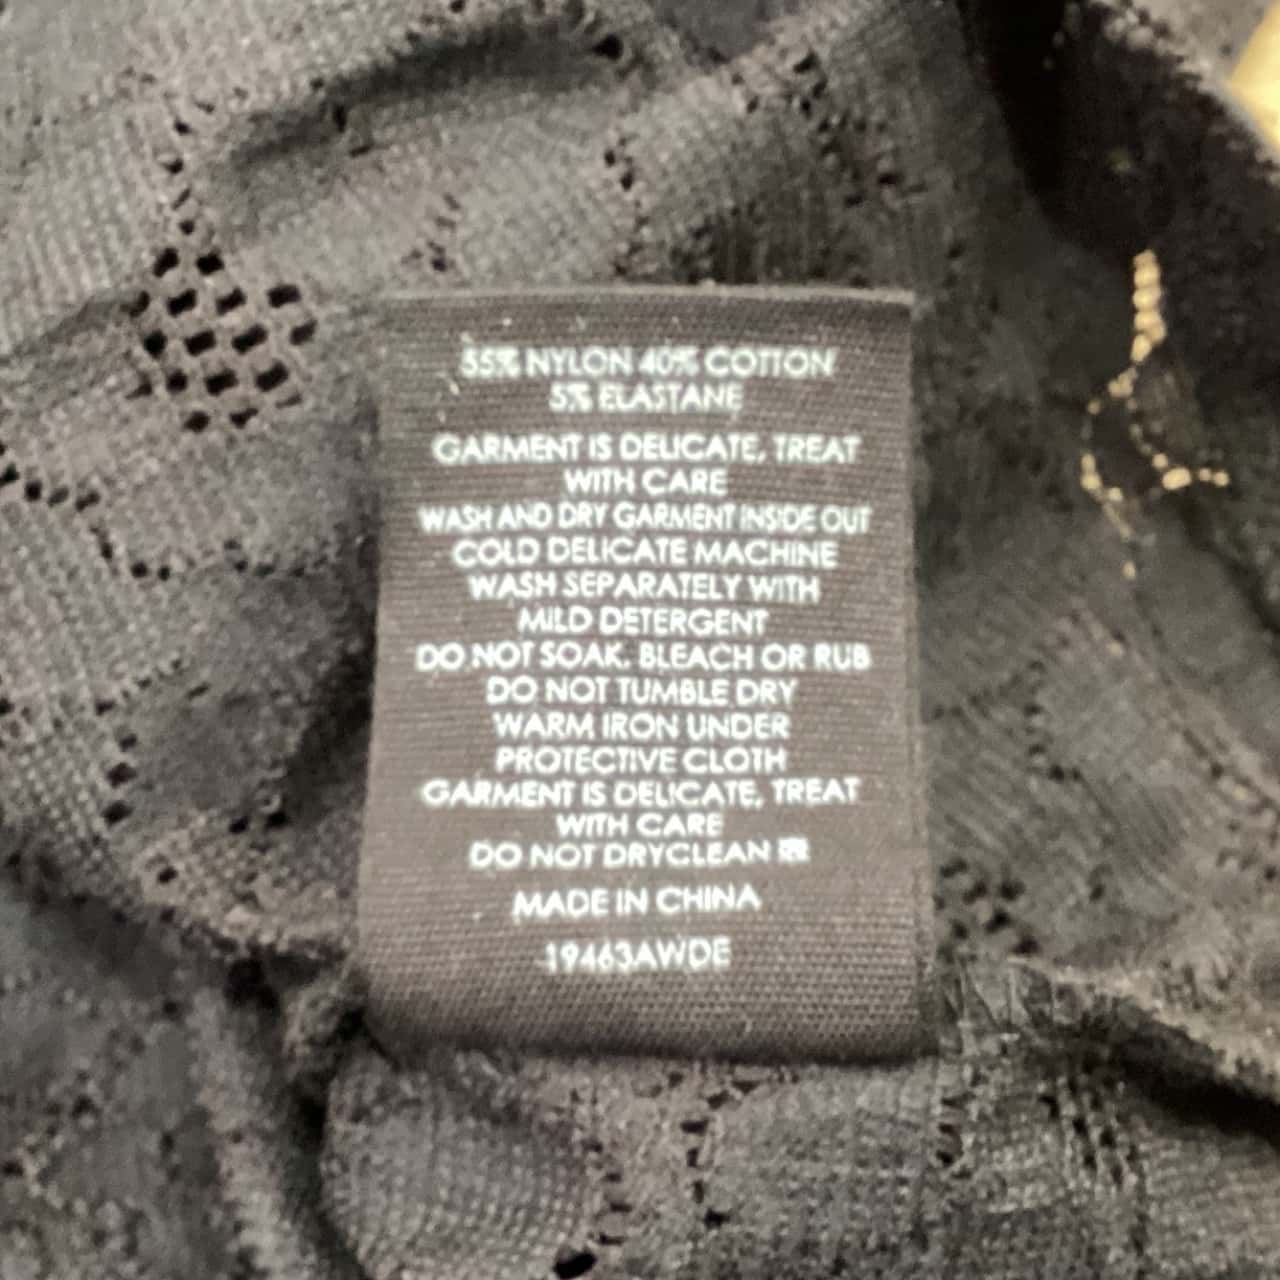 55% NYLON 40% COTTON
5% ELASTANE
GARMENT IS DELICATE, TREAT
WITH CARE
WASH AND DRY GARMENT INSIDE OUT
COLD DELICATE MACHINE
WASH SEPARATELY WITH
MILD DETERGENT
DO NOT SOAK, BLEACH OR RUB
DO NOT TUMBLE DRY
WARM IRON UNDER
PROTECTIVE CLOTH
GARMENT IS DELICATE, TREAT
WITH CARE
DO NOT DRYCLEAN
MADE IN CHINA
19463AWDE